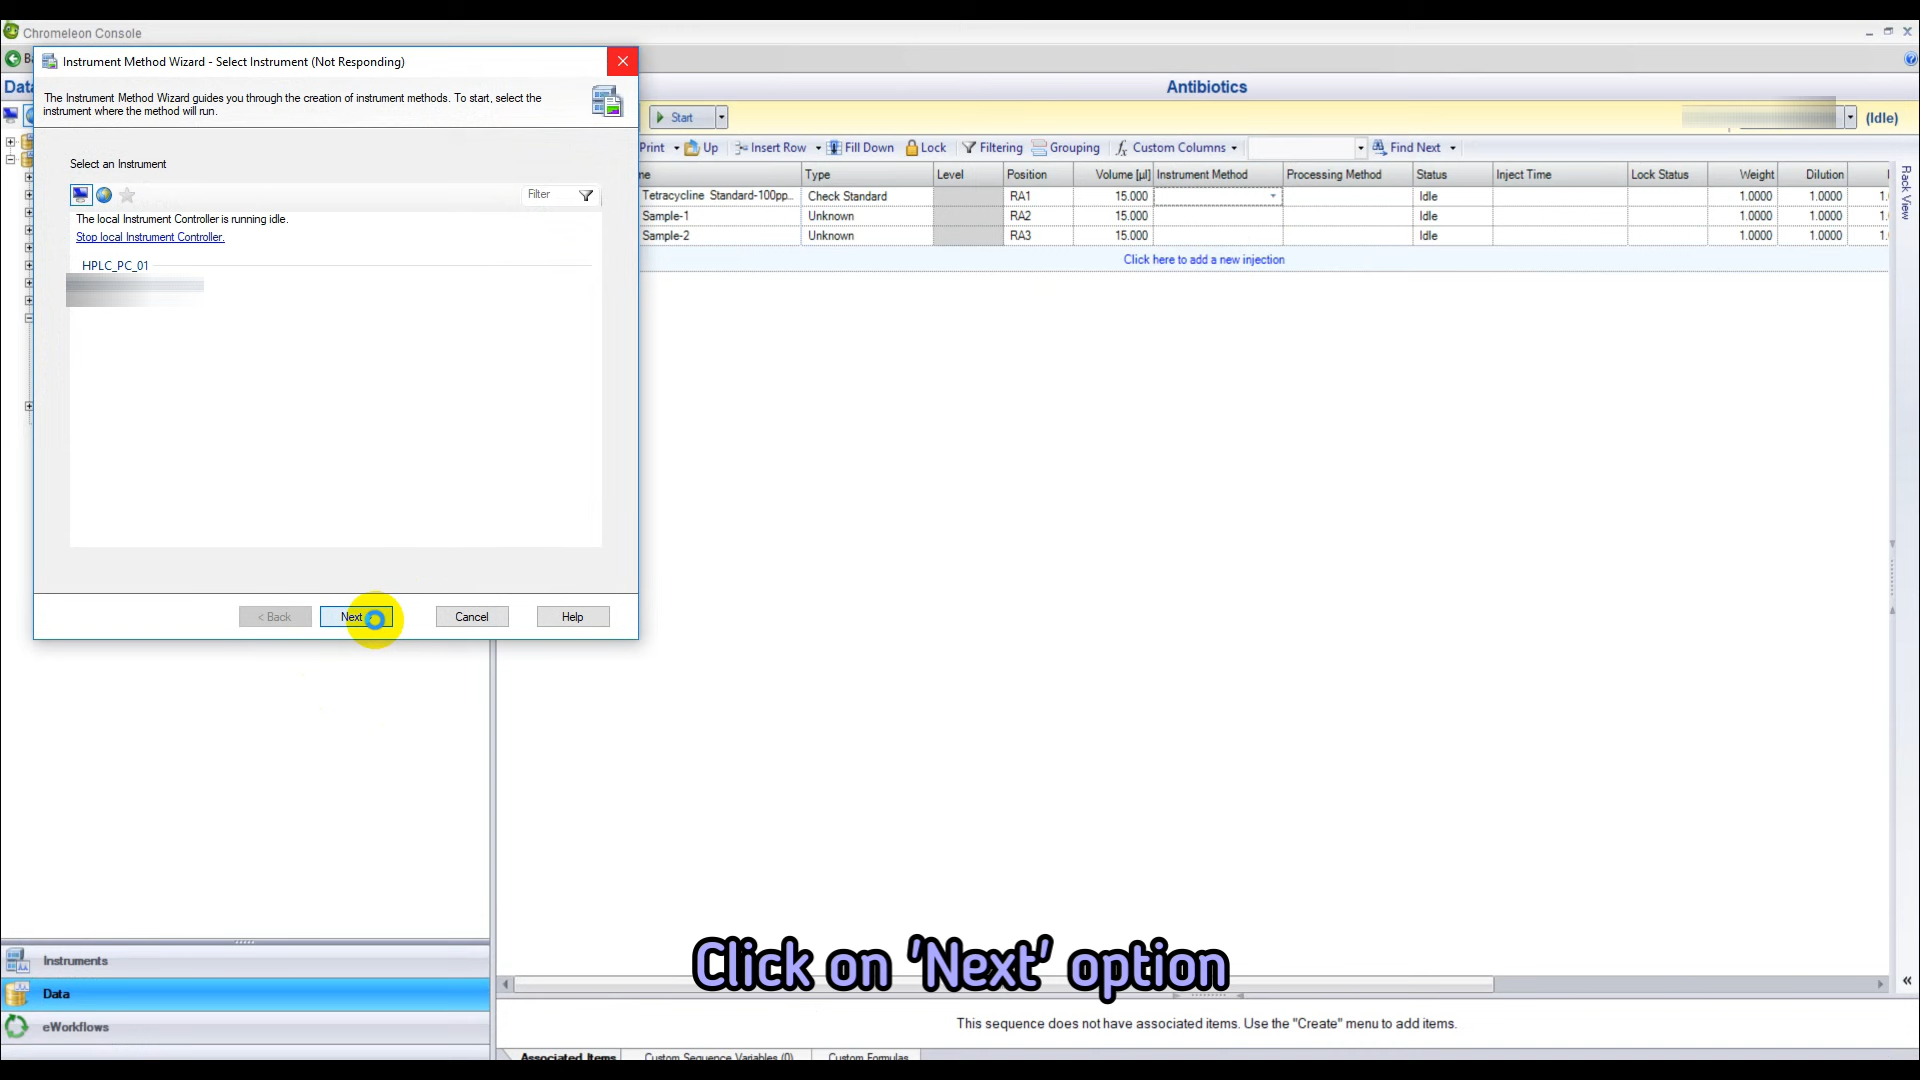 Chromeleon Console
Instrument Method Wizard - Select Instrument (Not Responding)
The Instrument Method Wizard guides you through the creation of instrument methods. To start, select the
instrument where the method will run.
Select an Instrument
Filter
The local Instrument Controller is running idle.
Stop local Instrument Controller.
HPLC_PC_01
< Back
Next
Cancel
Help
Antibiotics
Start
(Idle)
Print
Up
Insert Row
Fill Down
Lock
Filtering
Grouping
Custom Columns
Find Next
Type Level Position Volume [µl] Instrument Method Processing Method Status Inject Time Lock Status Weight Dilution
Tetracycline Standard-100pp... Check Standard RA1 15.000 Idle 1.0000 1.0000
Sample-1 Unknown RA2 15.000 Idle 1.0000 1.0000
Sample-2 Unknown RA3 15.000 Idle 1.0000 1.0000
Click here to add a new injection
Rack View
Instruments
Data
eWorkflows
Click on 'Next' option
This sequence does not have associated items. Use the "Create" menu to add items.
Associated Items
Custom Sequence Variables (0)
Custom Formulas